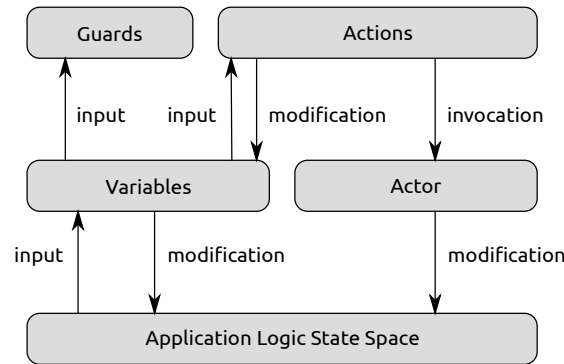 Guards
Actions
input
input
modification
invocation
Variables
Actor
input
modification
modification
Application Logic State Space